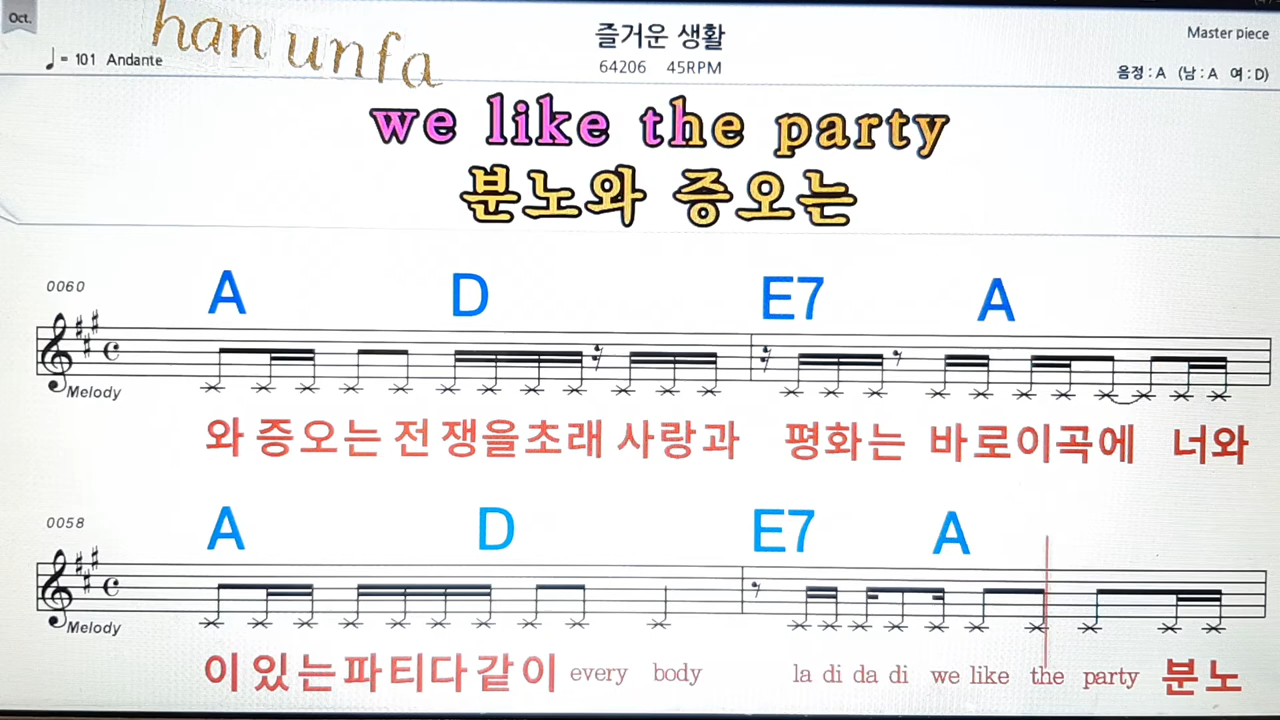 Oct.
han unfa
즐거운 생활
Master piece
♩= 101 Andante
64206 45RPM
음정 : A (남 : A 여 : D)
we like the party
분노와 증오는
0060
A D E7 A
Melody
와 증오는 전쟁을초래 사랑과 평화는 바로이곡에 너와
0058
A D E7 A
Melody
이 있는파티다같이 every body la di da di we like the party 분노